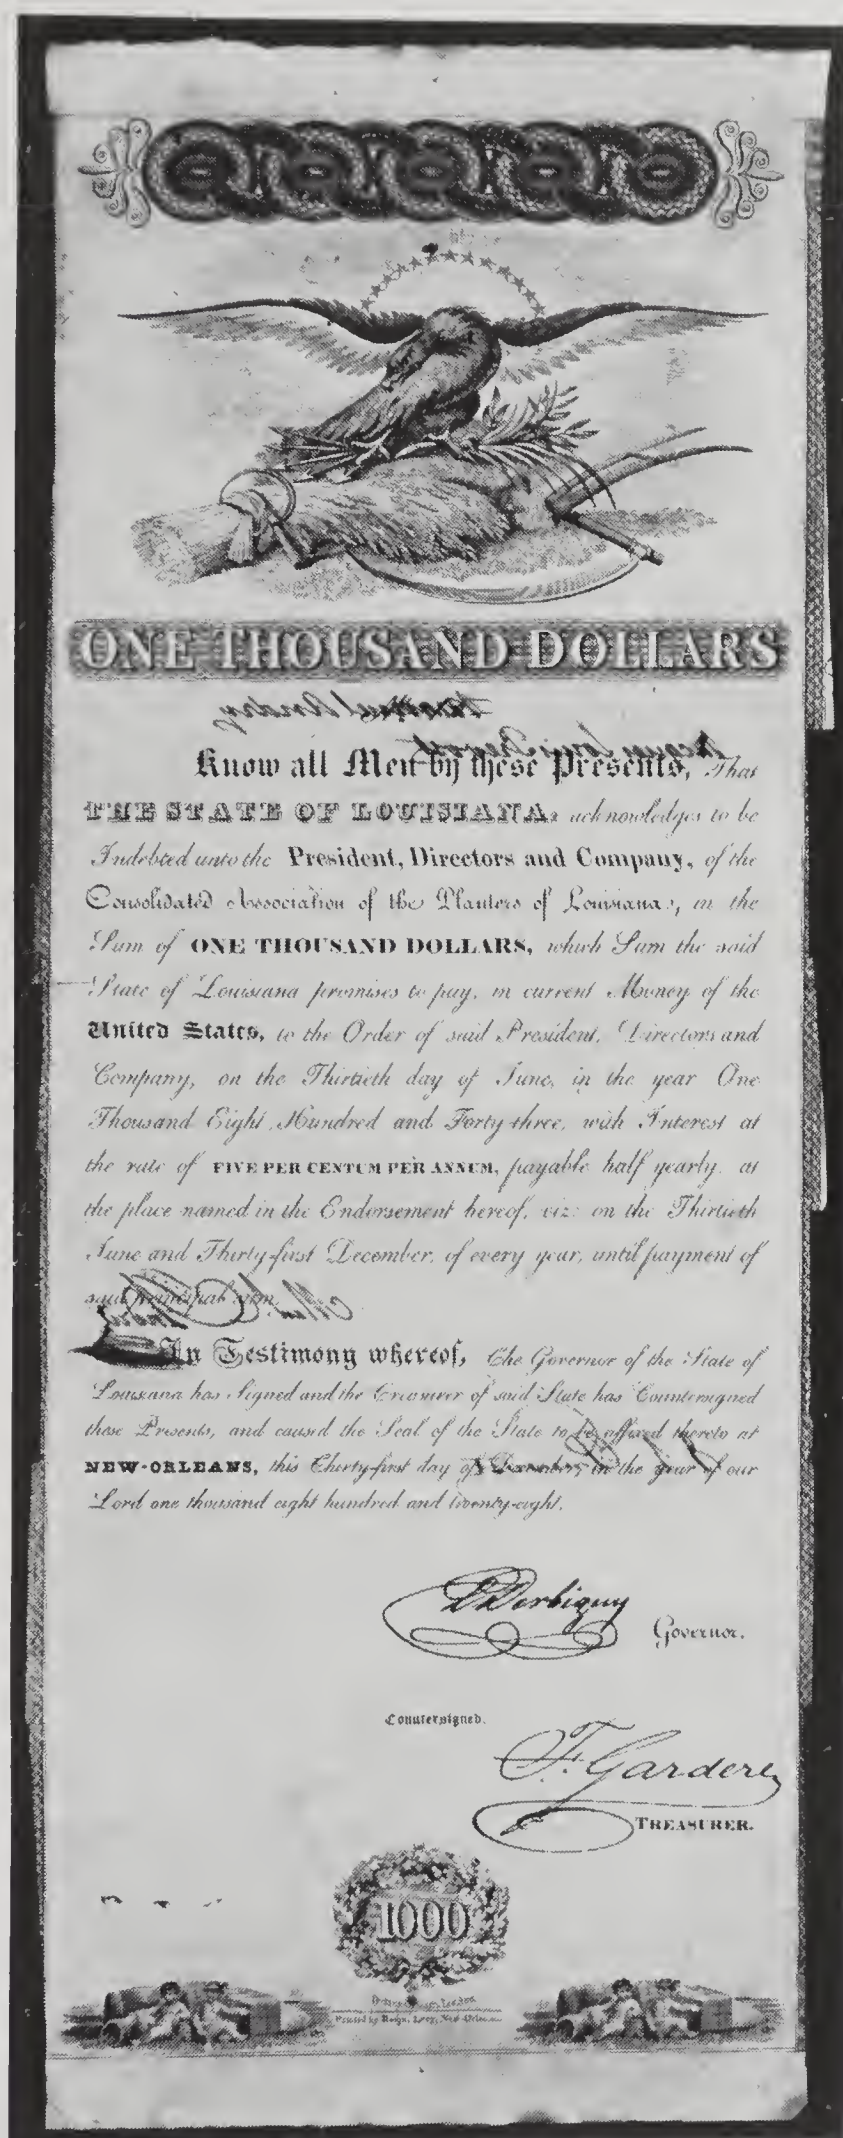 ONE THOUSAND DOLLARS
Know all Men by these Presents, That
THE STATE OF LOUISIANA, acknowledges to be
Indebted unto the President, Directors and Company, of the
Consolidated Association of the Planters of Louisiana, in the
Sum of ONE THOUSAND DOLLARS, which Sum the said
State of Louisiana promises to pay, in current Money of the
United States, to the Order of said President, Directors and
Company, on the Thirtieth day of June, in the year One
Thousand Eight Hundred and Forty-three, with Interest at
the rate of FIVE PER CENTUM PER ANNUM, payable half yearly, at
the place named in the Endorsement hereof, viz: on the Thirtieth
June and Thirty-first December, of every year, until payment of
said principal sum.
In Testimony whereof, The Governor of the State of
Louisiana has Signed and the Treasurer of said State has Countersigned
these Presents, and caused the Seal of the State to be affixed thereto at
NEW-ORLEANS, this Thirty-first day of December, in the year of our
Lord one thousand eight hundred and twenty-eight.
P Derbigny
Governor.
Countersigned.
F. Gardere
TREASURER.
1000
London
Printed by Benjn. Levy, New-Orleans.